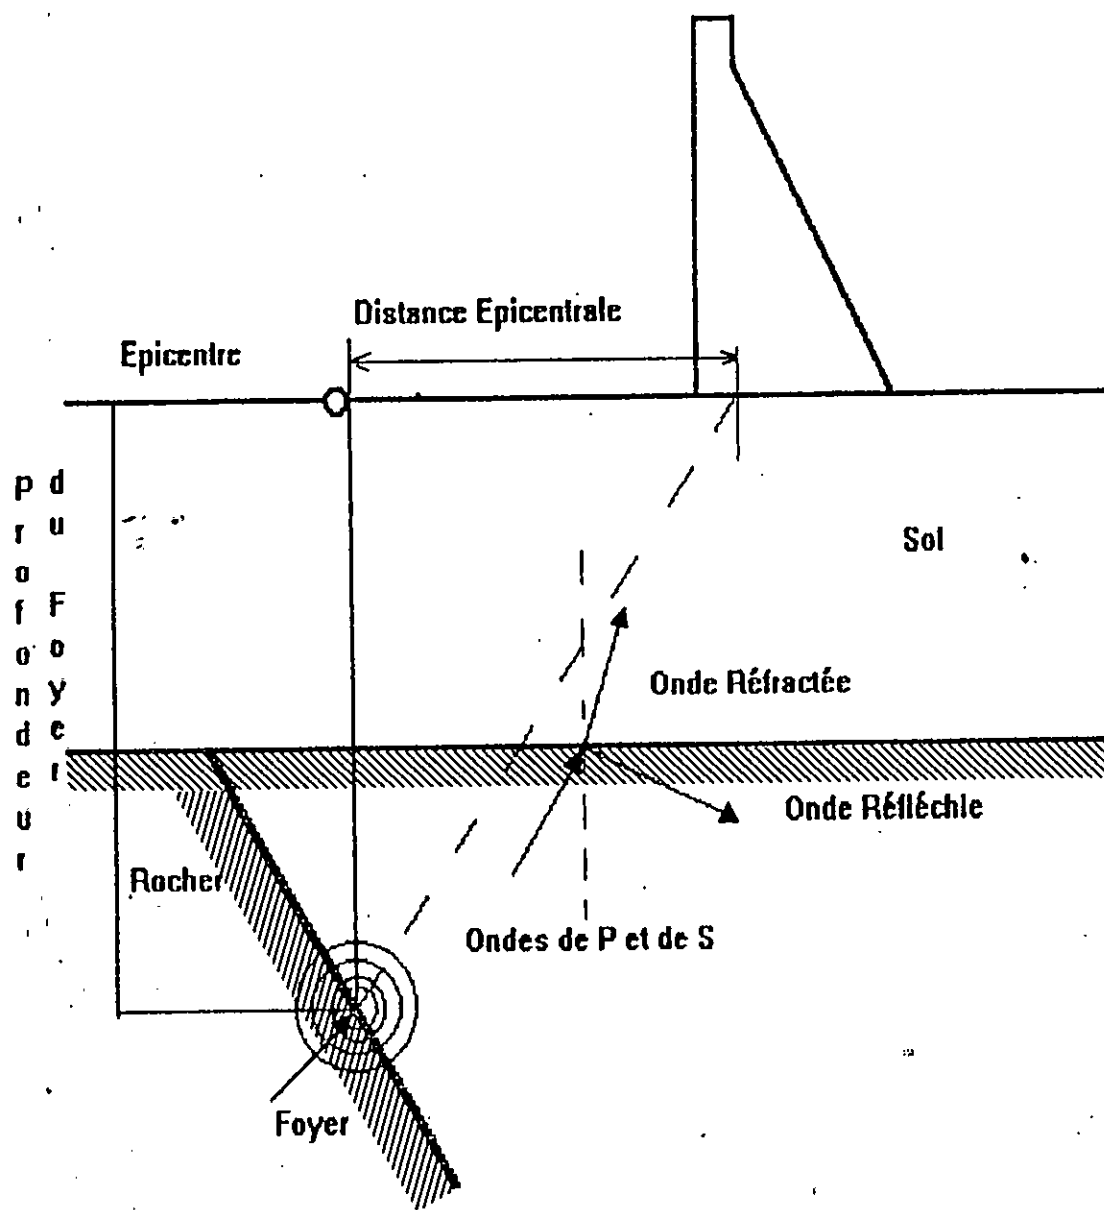 Distance Epicentrale
Epicentre
profondeur
du Foyer
Sol
Onde Réfractée
Onde Réfléchie
Rocher
Ondes de P et de S
Foyer